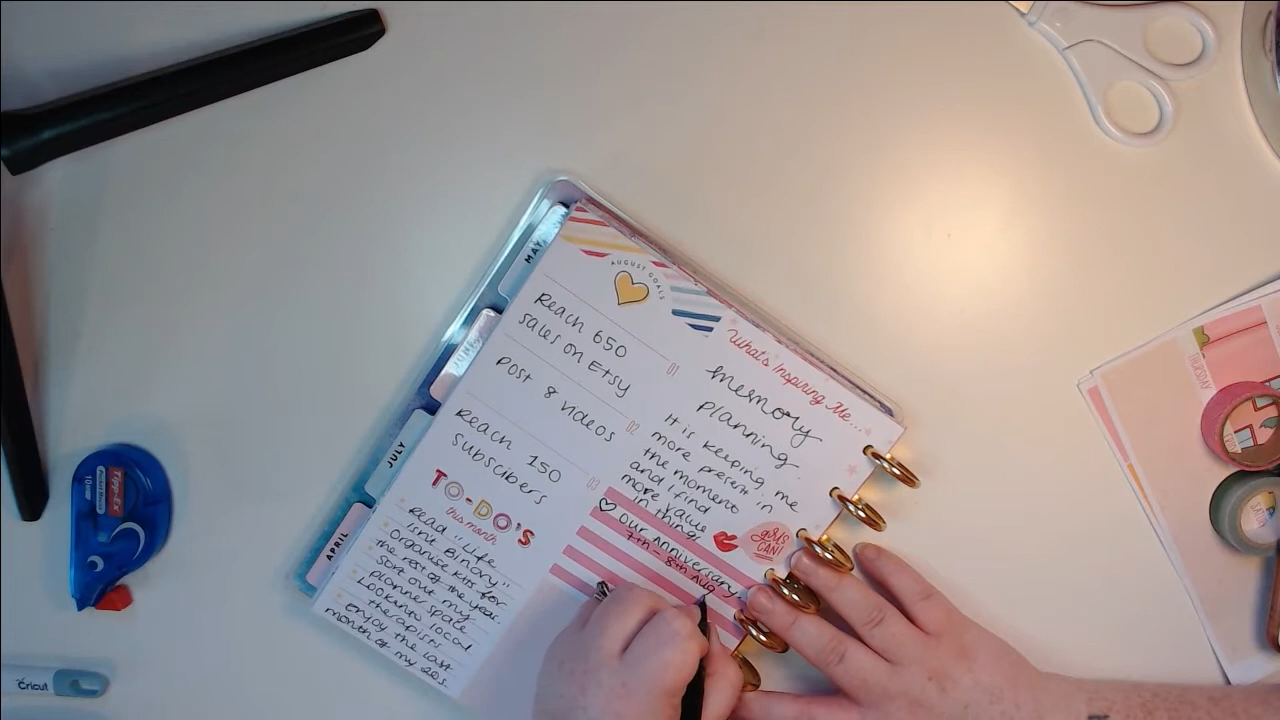 MAY
JUNE
JULY
APRIL
AUGUST GOALS
Reach 650
sales on Etsy
01
Post 8 videos
02
Reach 150
subscibers
03
TO-DO'S
this month
Read "Life
isn't Binary"
Organise kits for
the rest of the year.
sort out my
planner space
Look into local
therapists
enjoy the last
month of my 20s.
What's Inspiring Me...
memory
planning
It is keeping me
more present in
the moment
and I find
more value
in things
girls
CAN!
our Anniversary
7th - 8th Aug
Tipp-Ex
Cricut
THURSDAY